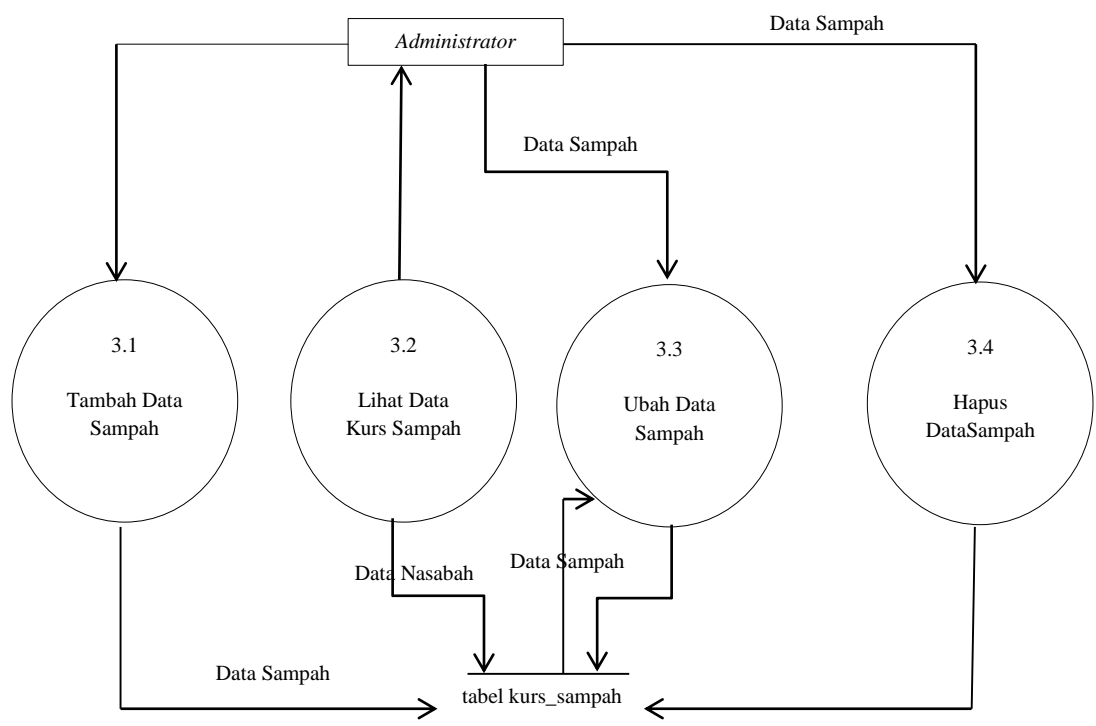 Data Sampah
Administrator
Data Sampah
3.1
Tambah Data
Sampah
3.2
Lihat Data
Kurs Sampah
3.3
Ubah Data
Sampah
3.4
Hapus
DataSampah
Data Nasabah
Data Sampah
Data Sampah
tabel kurs_sampah